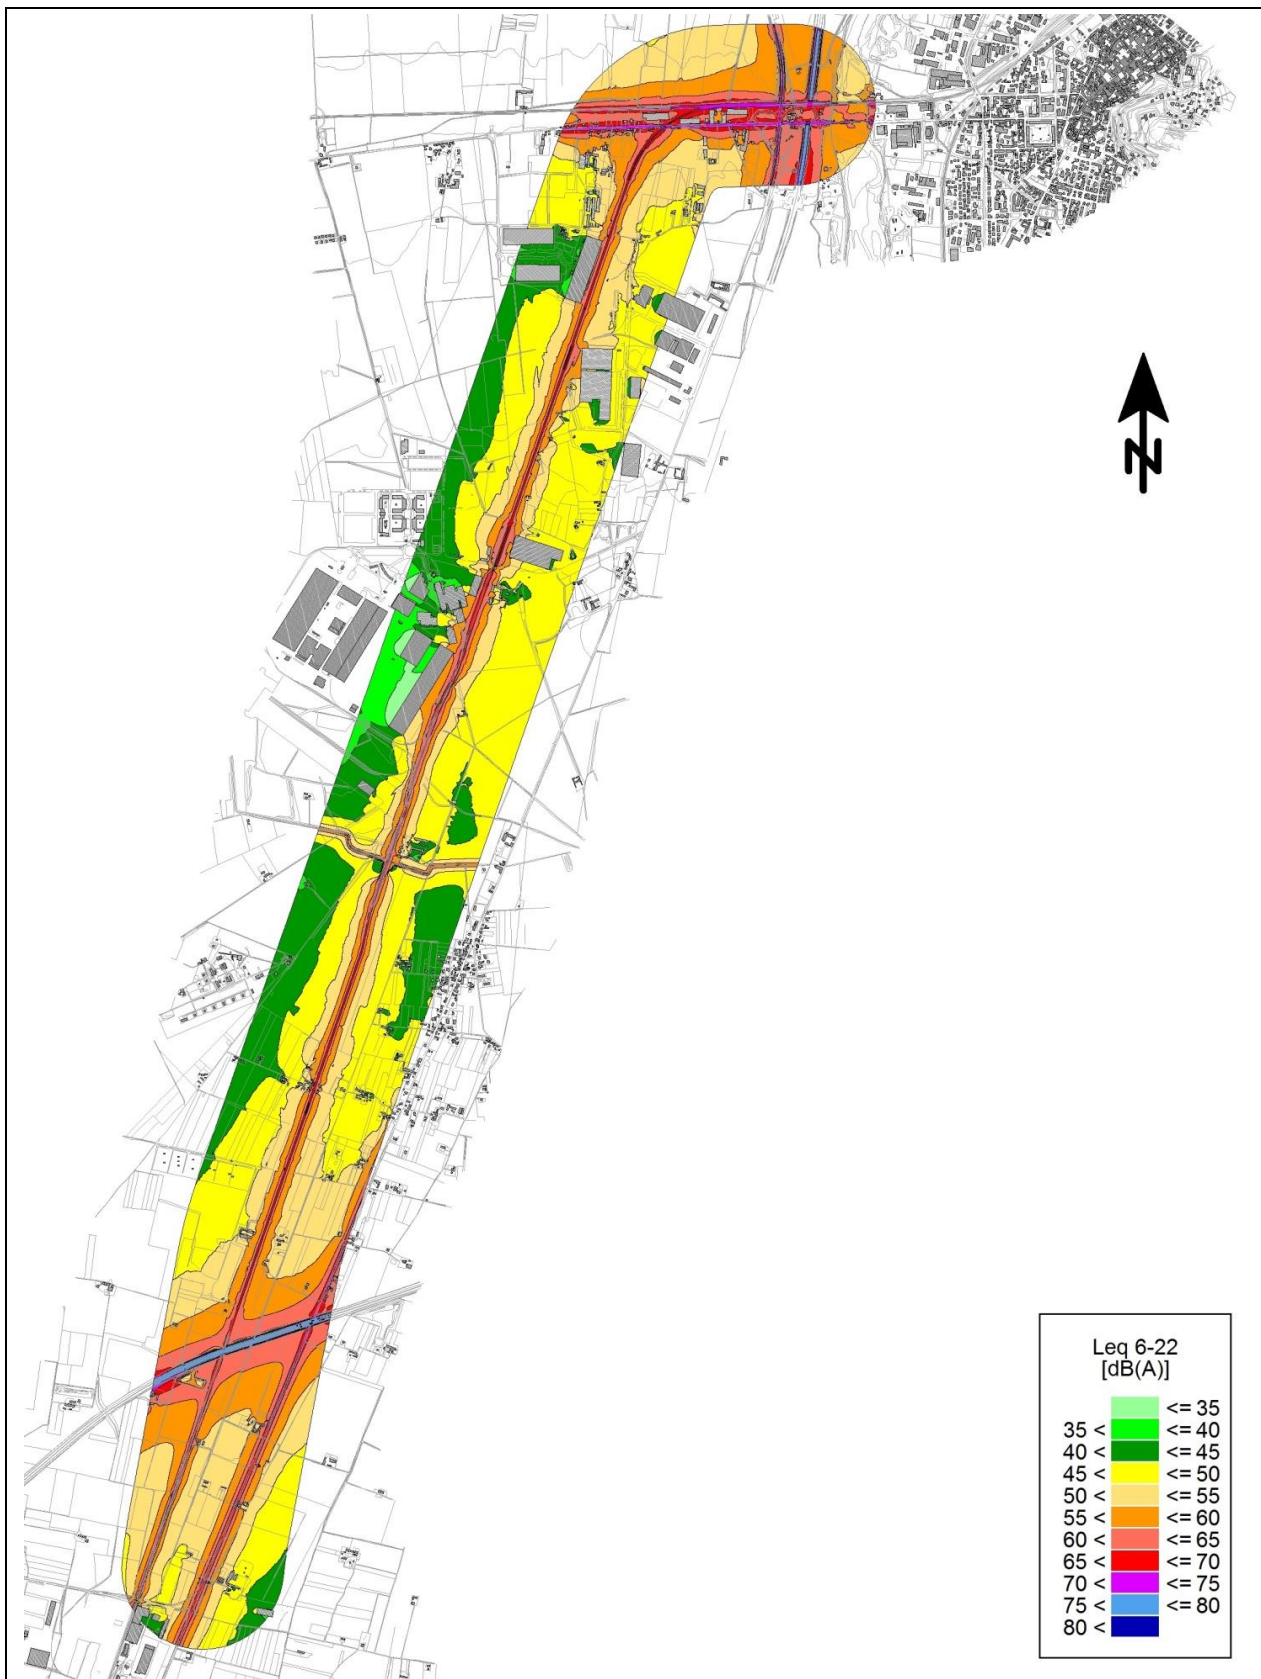 N
Leq 6-22
[dB(A)]
<= 35
35 < <= 40
40 < <= 45
45 < <= 50
50 < <= 55
55 < <= 60
60 < <= 65
65 < <= 70
70 < <= 75
75 < <= 80
80 <